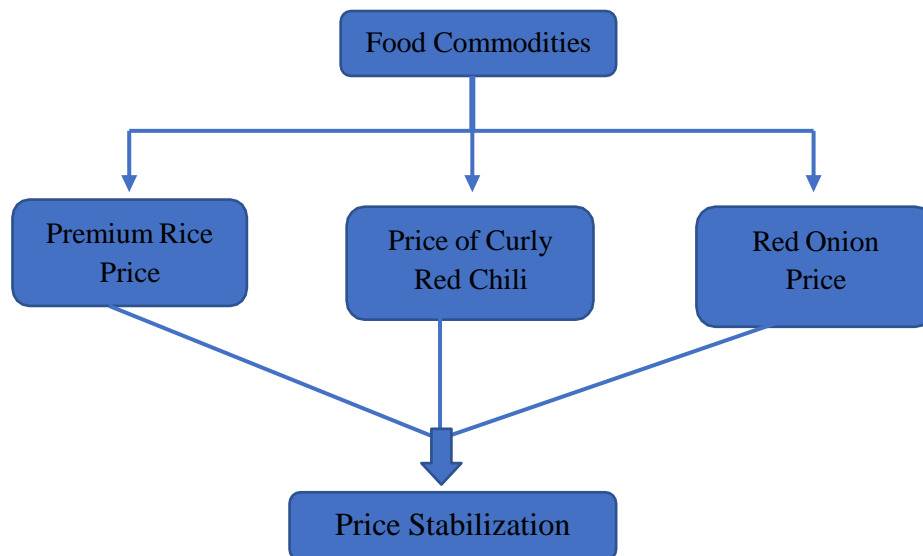 Food Commodities
Premium Rice
Price
Price of Curly
Red Chili
Red Onion
Price
Price Stabilization